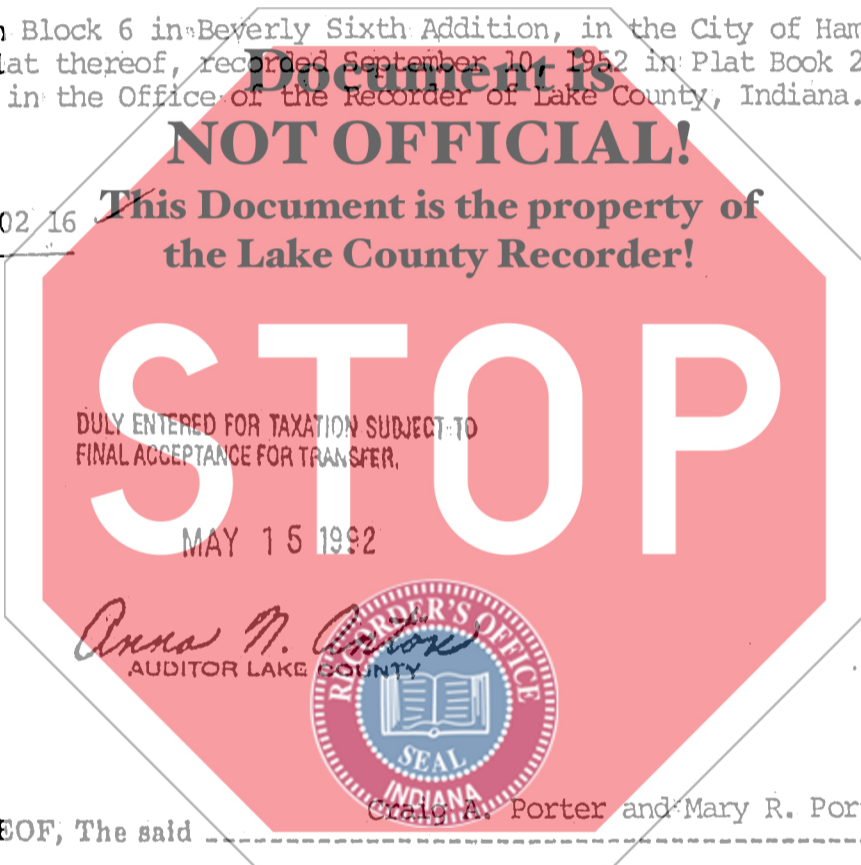 Block 6 in Beverly Sixth Addition, in the City of Ham
lat thereof, recorded September 10, 1952 in Plat Book 2
in the Office of the Recorder of Lake County, Indiana.
Document is
NOT OFFICIAL!
This Document is the property of
the Lake County Recorder!
02 16
STOP
DULY ENTERED FOR TAXATION SUBJECT TO
FINAL ACCEPTANCE FOR TRANSFER.
MAY 15 1992
Anna N. Anton
AUDITOR LAKE COUNTY
RECORDER'S OFFICE
SEAL
INDIANA
Craig A. Porter and Mary R. Por
EOF, The said